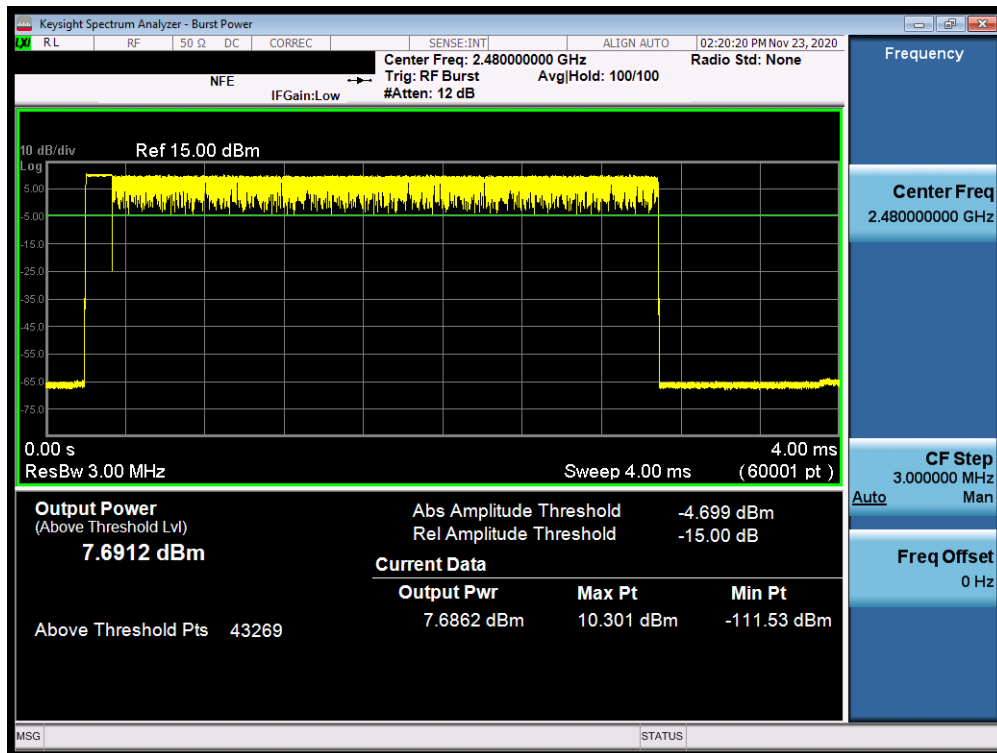 Keysight Spectrum Analyzer - Burst Power
LXI RL RF 50 Ω DC CORREC SENSE:INT ALIGN AUTO 02:20:20 PM Nov 23, 2020
Center Freq: 2.480000000 GHz Radio Std: None
NFE Trig: RF Burst Avg|Hold: 100/100
IFGain:Low #Atten: 12 dB
10 dB/div Ref 15.00 dBm
Log
5.00
-5.00
-15.0
-25.0
-35.0
-45.0
-55.0
-65.0
-75.0
0.00 s 4.00 ms
ResBw 3.00 MHz Sweep 4.00 ms (60001 pt)
Output Power
(Above Threshold Lvl)
7.6912 dBm
Above Threshold Pts 43269
Abs Amplitude Threshold -4.699 dBm
Rel Amplitude Threshold -15.00 dB
Current Data
Output Pwr Max Pt Min Pt
7.6862 dBm 10.301 dBm -111.53 dBm
Frequency
Center Freq
2.480000000 GHz
CF Step
3.000000 MHz
Auto Man
Freq Offset
0 Hz
MSG STATUS